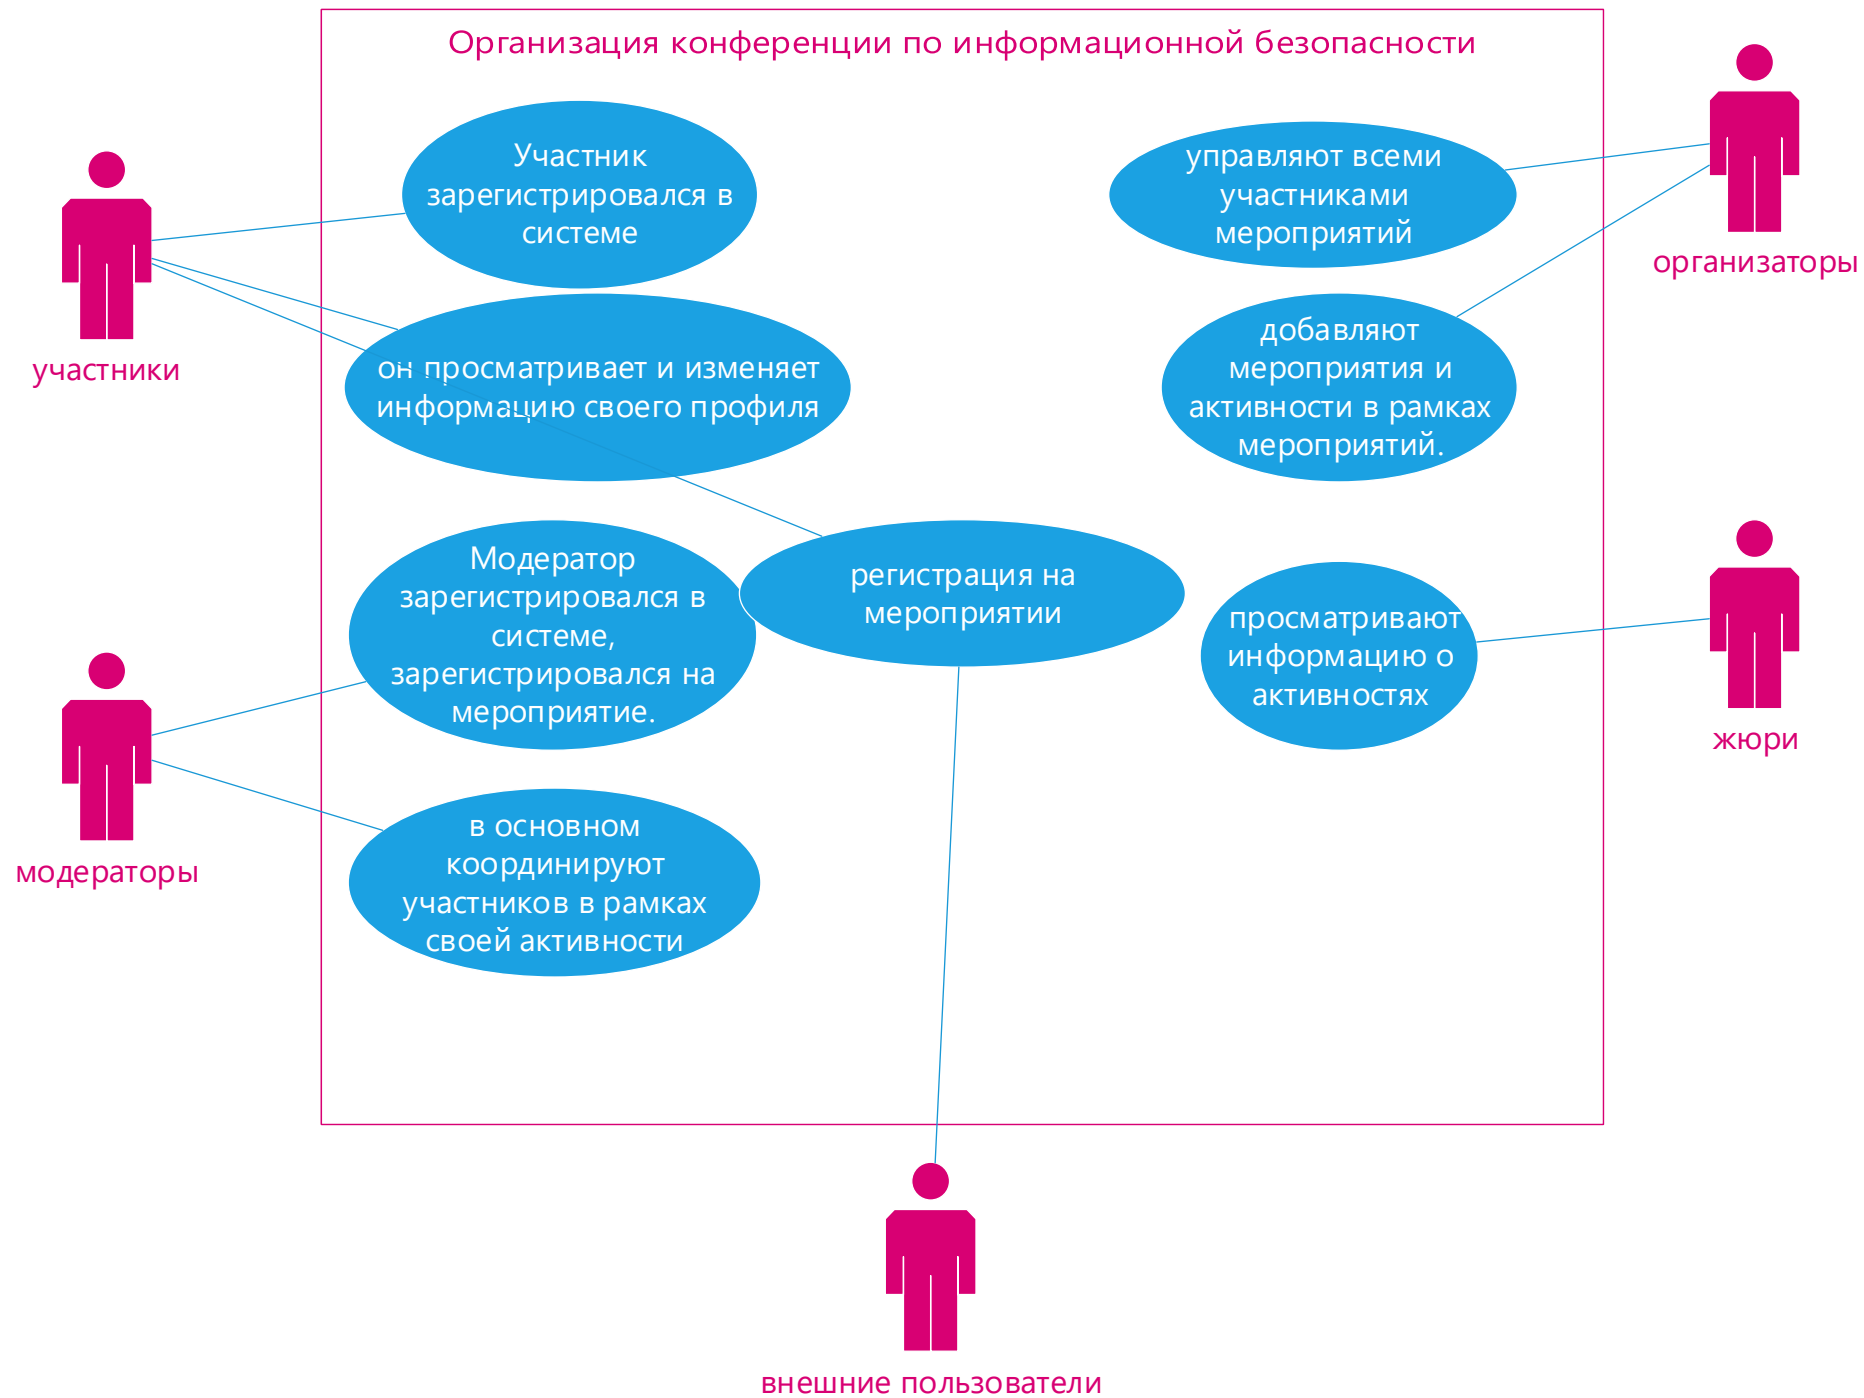 Организация конференции по информационной безопасности
Участник
зарегистрировался в
системе
управляют всеми
участниками
мероприятий
организаторы
участники
он просматривает и изменяет
информацию своего профиля
добавляют
мероприятия и
активности в рамках
мероприятий.
Модератор
зарегистрировался в
системе,
зарегистрировался на
мероприятие.
регистрация на
мероприятии
просматривают
информацию о
активностях
жюри
модераторы
в основном
координируют
участников в рамках
своей активности
внешние пользователи